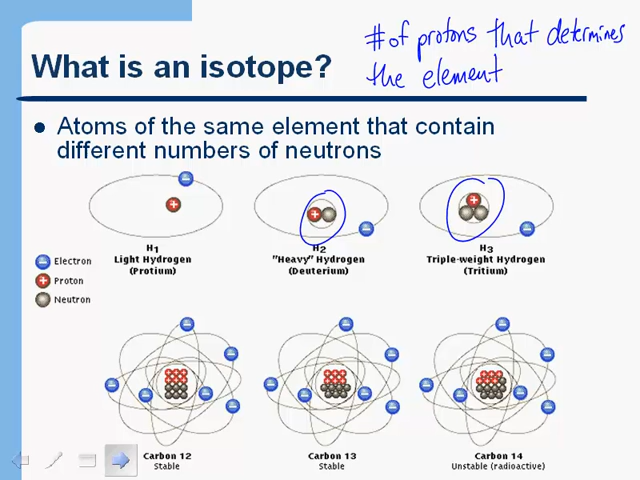 # of protons that determines
the element
What is an isotope?
Atoms of the same element that contain
different numbers of neutrons
H1
Light Hydrogen
(Protium)
H2
"Heavy" Hydrogen
(Deuterium)
H3
Triple-weight Hydrogen
(Tritium)
Electron
Proton
Neutron
Carbon 12
Stable
Carbon 13
Stable
Carbon 14
Unstable (radioactive)